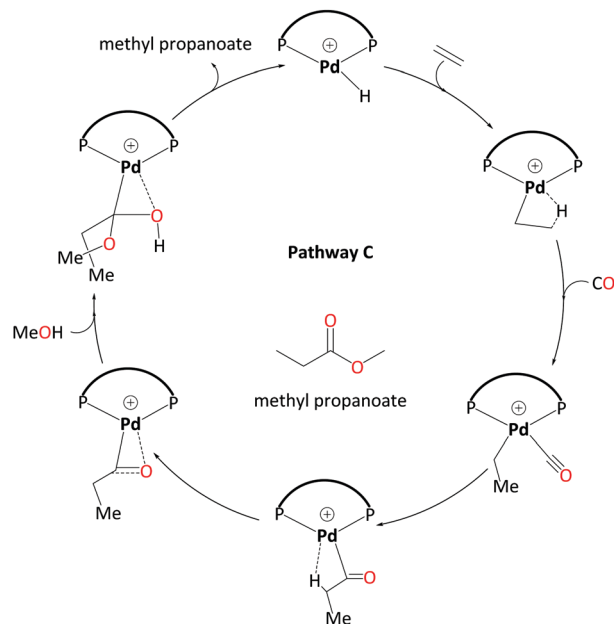 methyl propanoate
P ⊕ P
Pd
H
P ⊕ P
Pd
H
CO
P ⊕ P
Pd
O
Me
P ⊕ P
Pd
H
O
Me
P ⊕ P
Pd
O
Me
MeOH
P ⊕ P
Pd
O
H
O
Me
Me
Pathway C
O
O
methyl propanoate